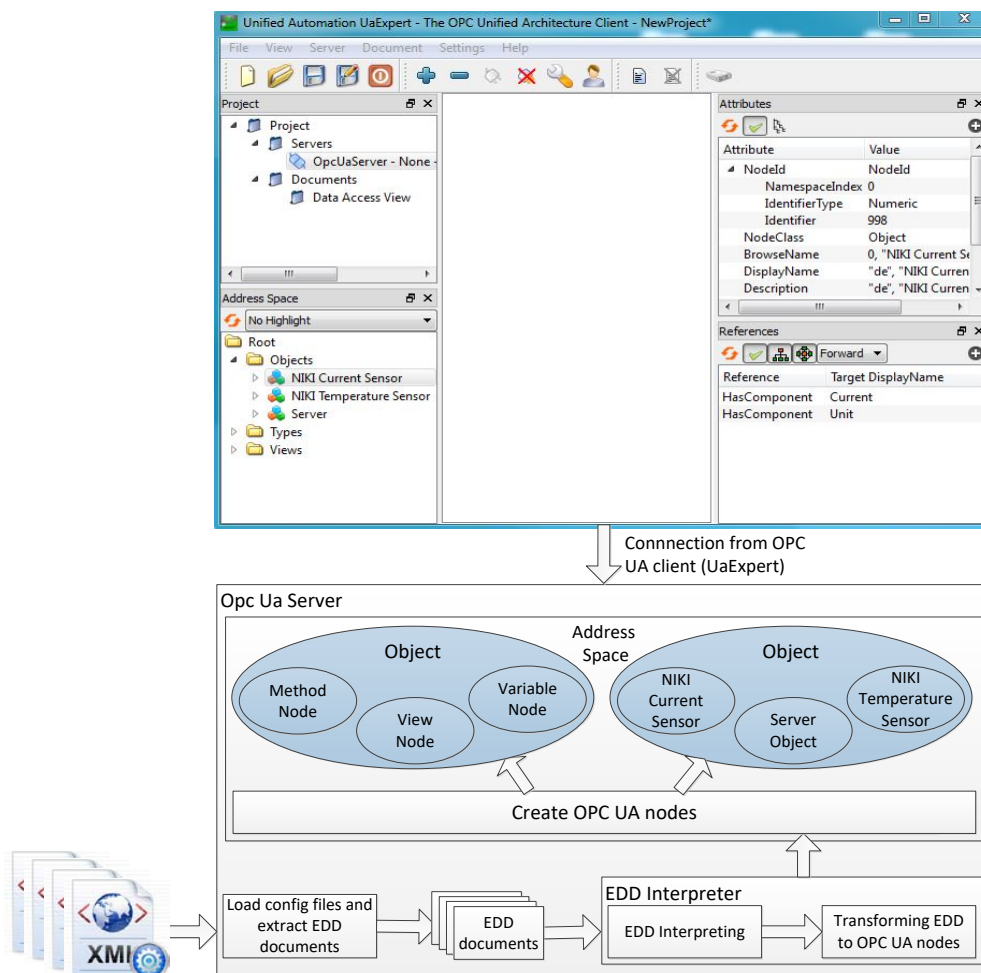 Unified Automation UaExpert - The OPC Unified Architecture Client - NewProject*
File View Server Document Settings Help
Project
Project
Servers
OpcUaServer - None -
Documents
Data Access View
Address Space
No Highlight
Root
Objects
NIKI Current Sensor
NIKI Temperature Sensor
Server
Types
Views
Attributes
Attribute Value
NodeId NodeId
NamespaceIndex 0
IdentifierType Numeric
Identifier 998
NodeClass Object
BrowseName 0, "NIKI Current Se
DisplayName "de", "NIKI Curren
Description "de", "NIKI Curren
References
Forward
Reference Target DisplayName
HasComponent Current
HasComponent Unit
Connnection from OPC
UA client (UaExpert)
Opc Ua Server
Address
Space
Object
Method
Node
View
Node
Variable
Node
Object
NIKI
Current
Sensor
Server
Object
NIKI
Temperature
Sensor
Create OPC UA nodes
XMl
Load config files and
extract EDD
documents
EDD
documents
EDD Interpreter
EDD Interpreting
Transforming EDD
to OPC UA nodes